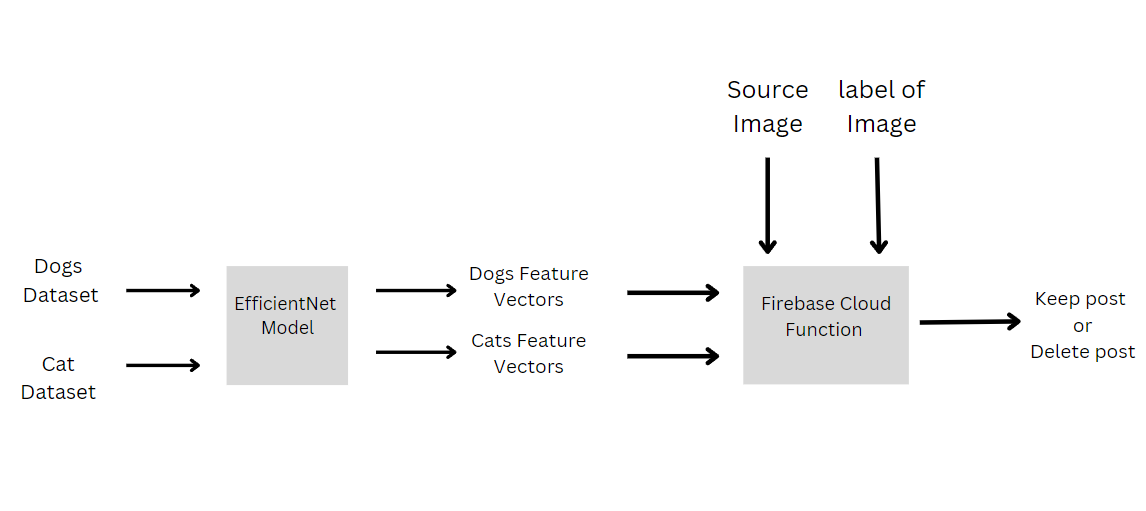 Source
Image
label of
Image
Dogs
Dataset
Cat
Dataset
EfficientNet
Model
Dogs Feature
Vectors
Cats Feature
Vectors
Firebase Cloud
Function
Keep post
or
Delete post